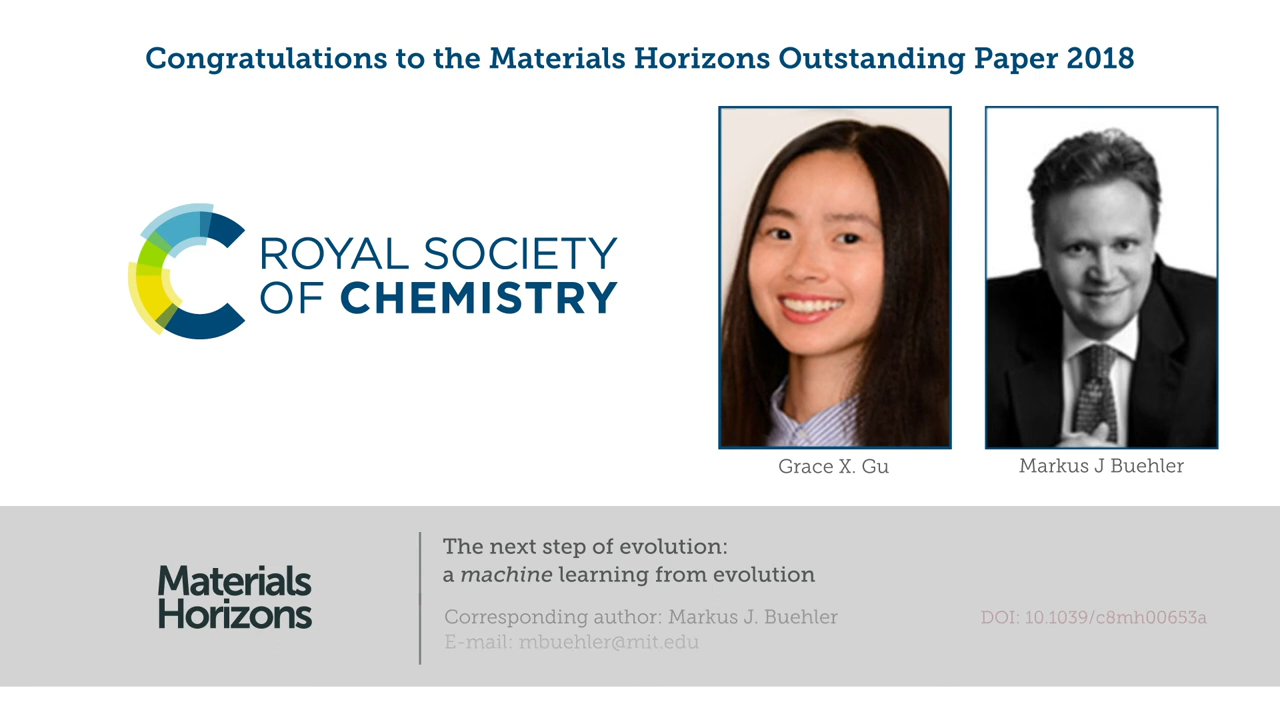 Congratulations to the Materials Horizons Outstanding Paper 2018
ROYAL SOCIETY
OF CHEMISTRY
Grace X. Gu
Markus J Buehler
Materials
Horizons
The next step of evolution:
a machine learning from evolution
Corresponding author: Markus J. Buehler
E-mail: mbuehler@mit.edu
DOI: 10.1039/c8mh00653a